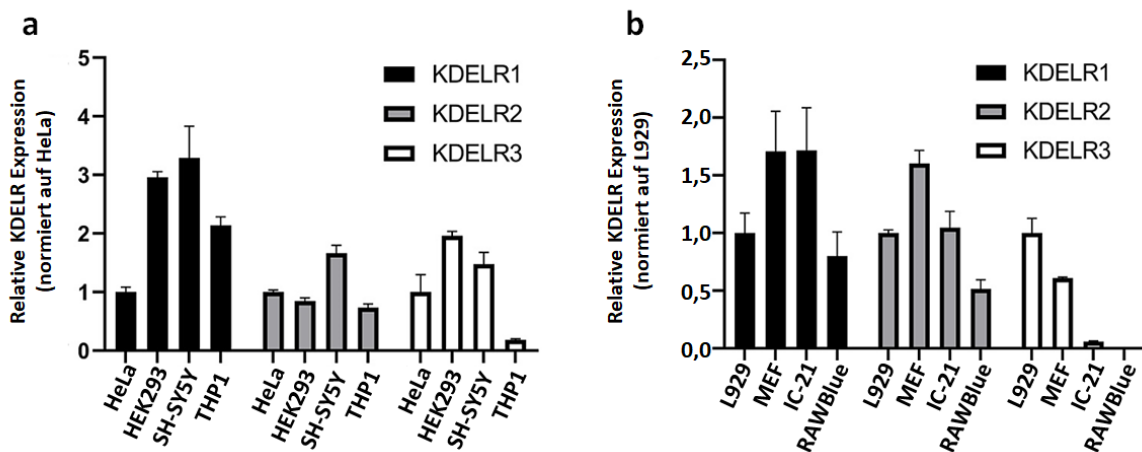 a
Relative KDELR Expression
(normiert auf HeLa)
5
4
3
2
1
0
KDELR1
KDELR2
KDELR3
HeLa
HEK293
SH-SY5Y
THP1
HeLa
HEK293
SH-SY5Y
THP1
HeLa
HEK293
SH-SY5Y
THP1
b
Relative KDELR Expression
(normiert auf L929)
2,5
2,0
1,5
1,0
0,5
0,0
KDELR1
KDELR2
KDELR3
L929
MEF
IC-21
RAWBlue
L929
MEF
IC-21
RAWBlue
L929
MEF
IC-21
RAWBlue